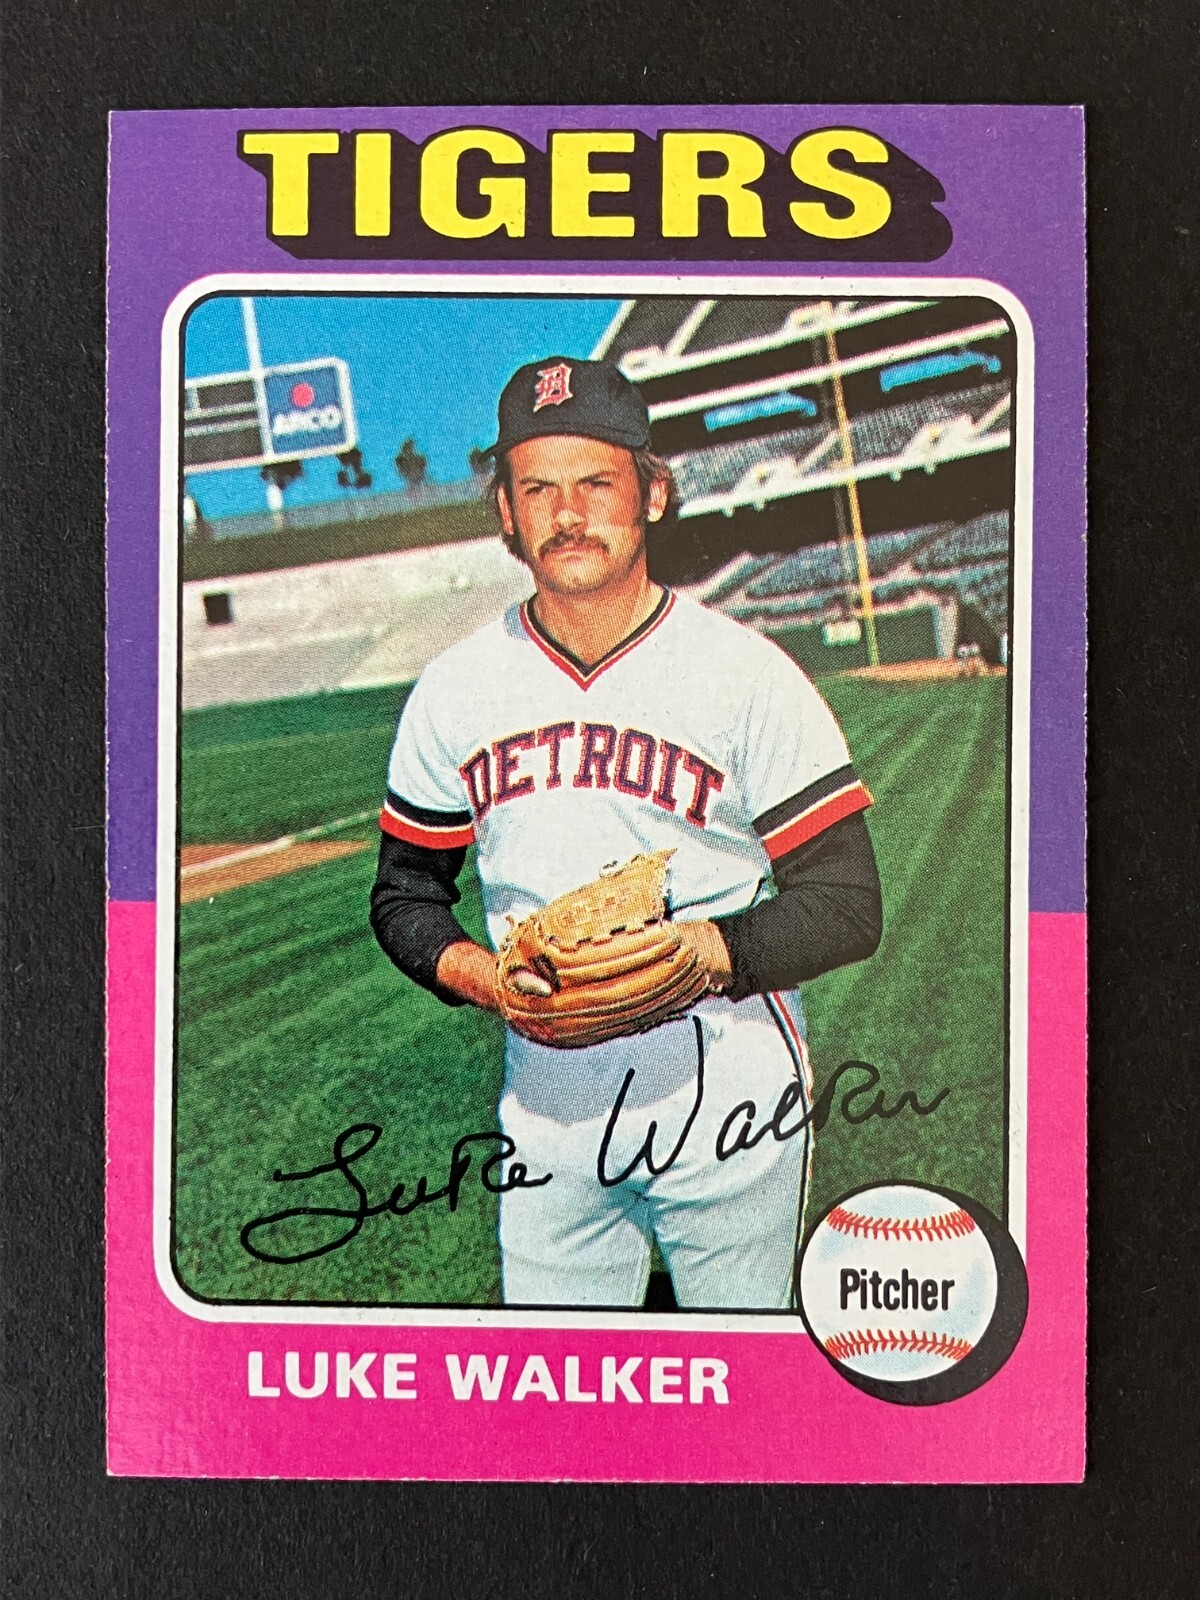 TIGERS
ARCO
D
DETROIT
Luke Walker
Pitcher
LUKE WALKER